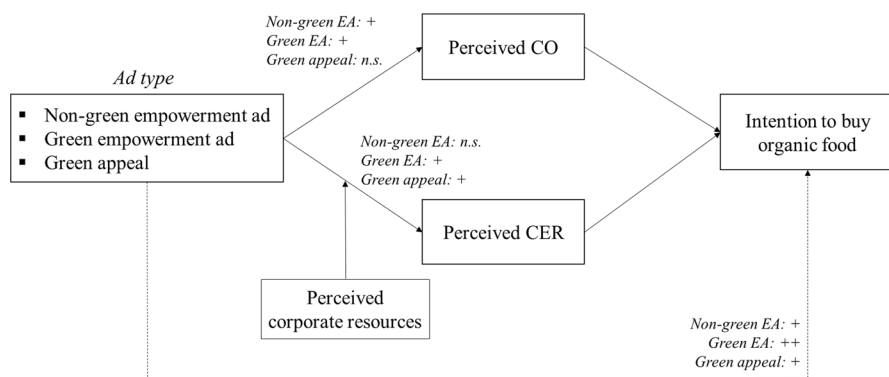 Non-green EA: +
Green EA: +
Green appeal: n.s.
Perceived CO
Ad type
▪ Non-green empowerment ad
▪ Green empowerment ad
▪ Green appeal
Intention to buy
organic food
Non-green EA: n.s.
Green EA: +
Green appeal: +
Perceived CER
Perceived
corporate resources
Non-green EA: +
Green EA: ++
Green appeal: +